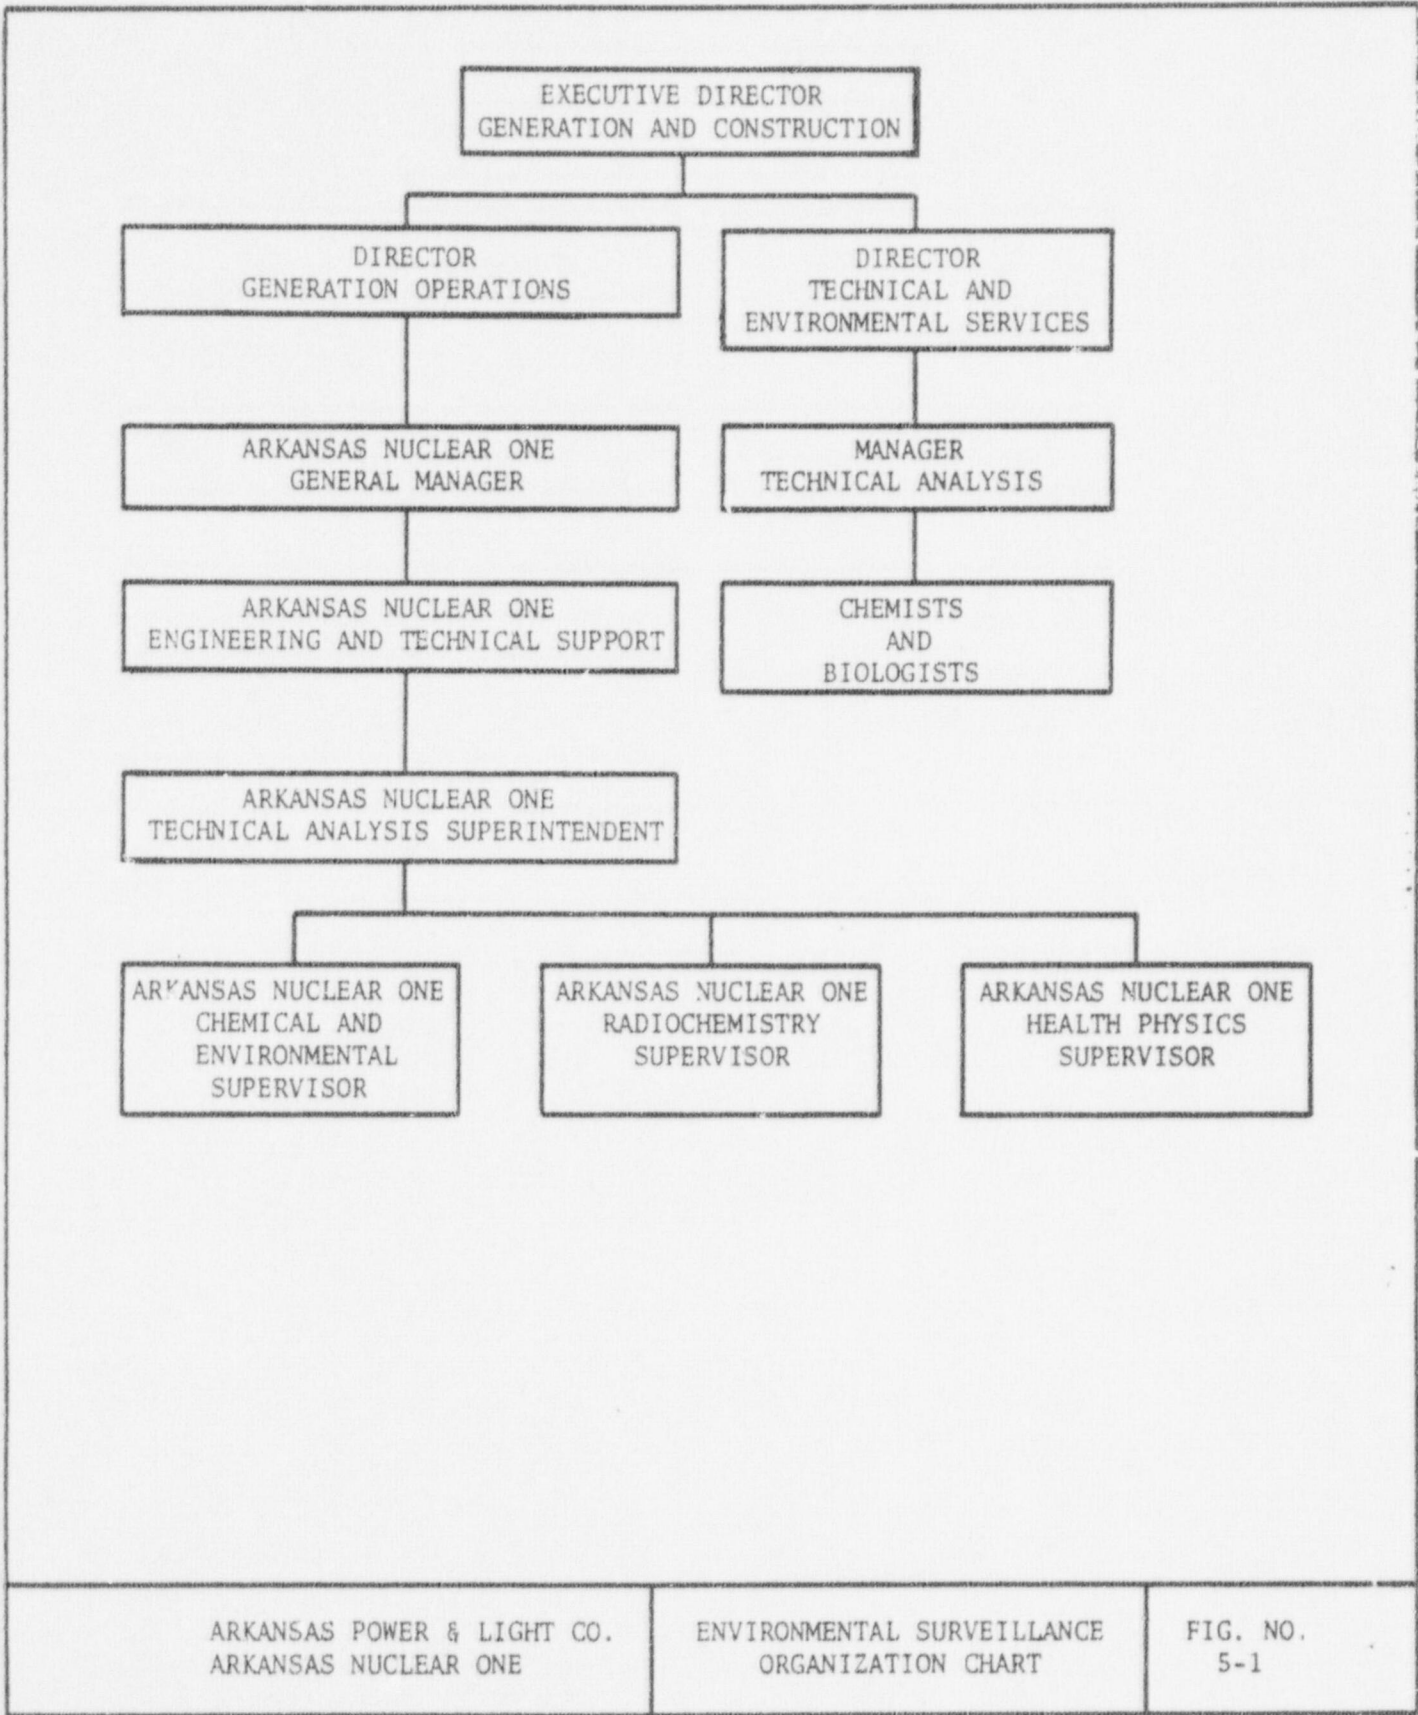 EXECUTIVE DIRECTOR
GENERATION AND CONSTRUCTION
DIRECTOR
GENERATION OPERATIONS
DIRECTOR
TECHNICAL AND
ENVIRONMENTAL SERVICES
ARKANSAS NUCLEAR ONE
GENERAL MANAGER
MANAGER
TECHNICAL ANALYSIS
ARKANSAS NUCLEAR ONE
ENGINEERING AND TECHNICAL SUPPORT
CHEMISTS
AND
BIOLOGISTS
ARKANSAS NUCLEAR ONE
TECHNICAL ANALYSIS SUPERINTENDENT
ARKANSAS NUCLEAR ONE
CHEMICAL AND
ENVIRONMENTAL
SUPERVISOR
ARKANSAS NUCLEAR ONE
RADIOCHEMISTRY
SUPERVISOR
ARKANSAS NUCLEAR ONE
HEALTH PHYSICS
SUPERVISOR
ARKANSAS POWER & LIGHT CO.
ARKANSAS NUCLEAR ONE
ENVIRONMENTAL SURVEILLANCE
ORGANIZATION CHART
FIG. NO.
5-1